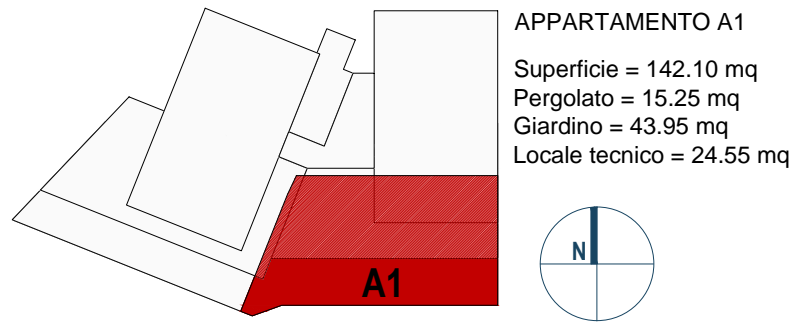 APPARTAMENTO A1
Superficie = 142.10 mq
Pergolato = 15.25 mq
Giardino = 43.95 mq
Locale tecnico = 24.55 mq
N
A1